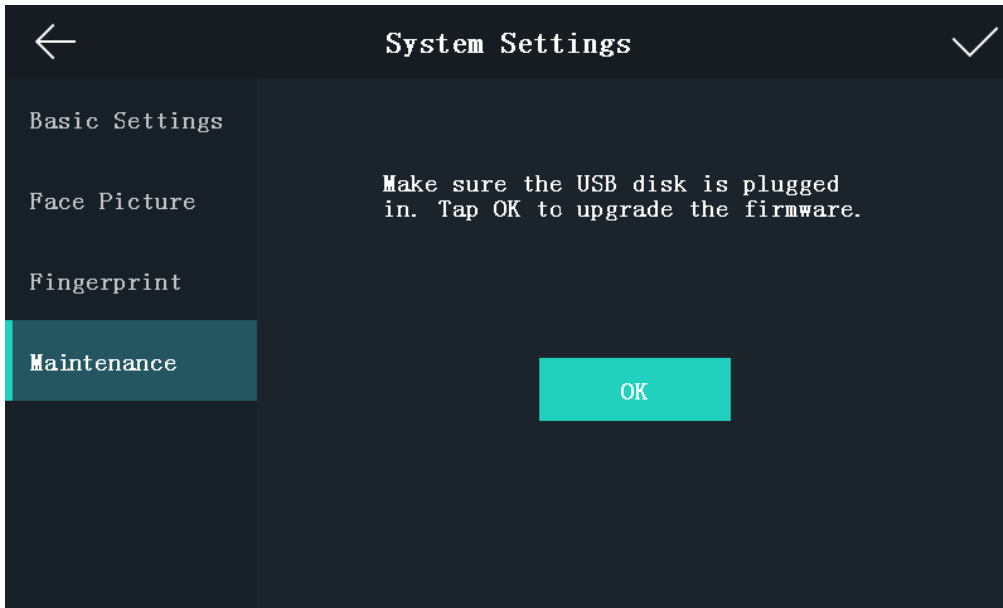 System Settings
Basic Settings
Face Picture
Fingerprint
Maintenance
Make sure the USB disk is plugged
in. Tap OK to upgrade the firmware.
OK